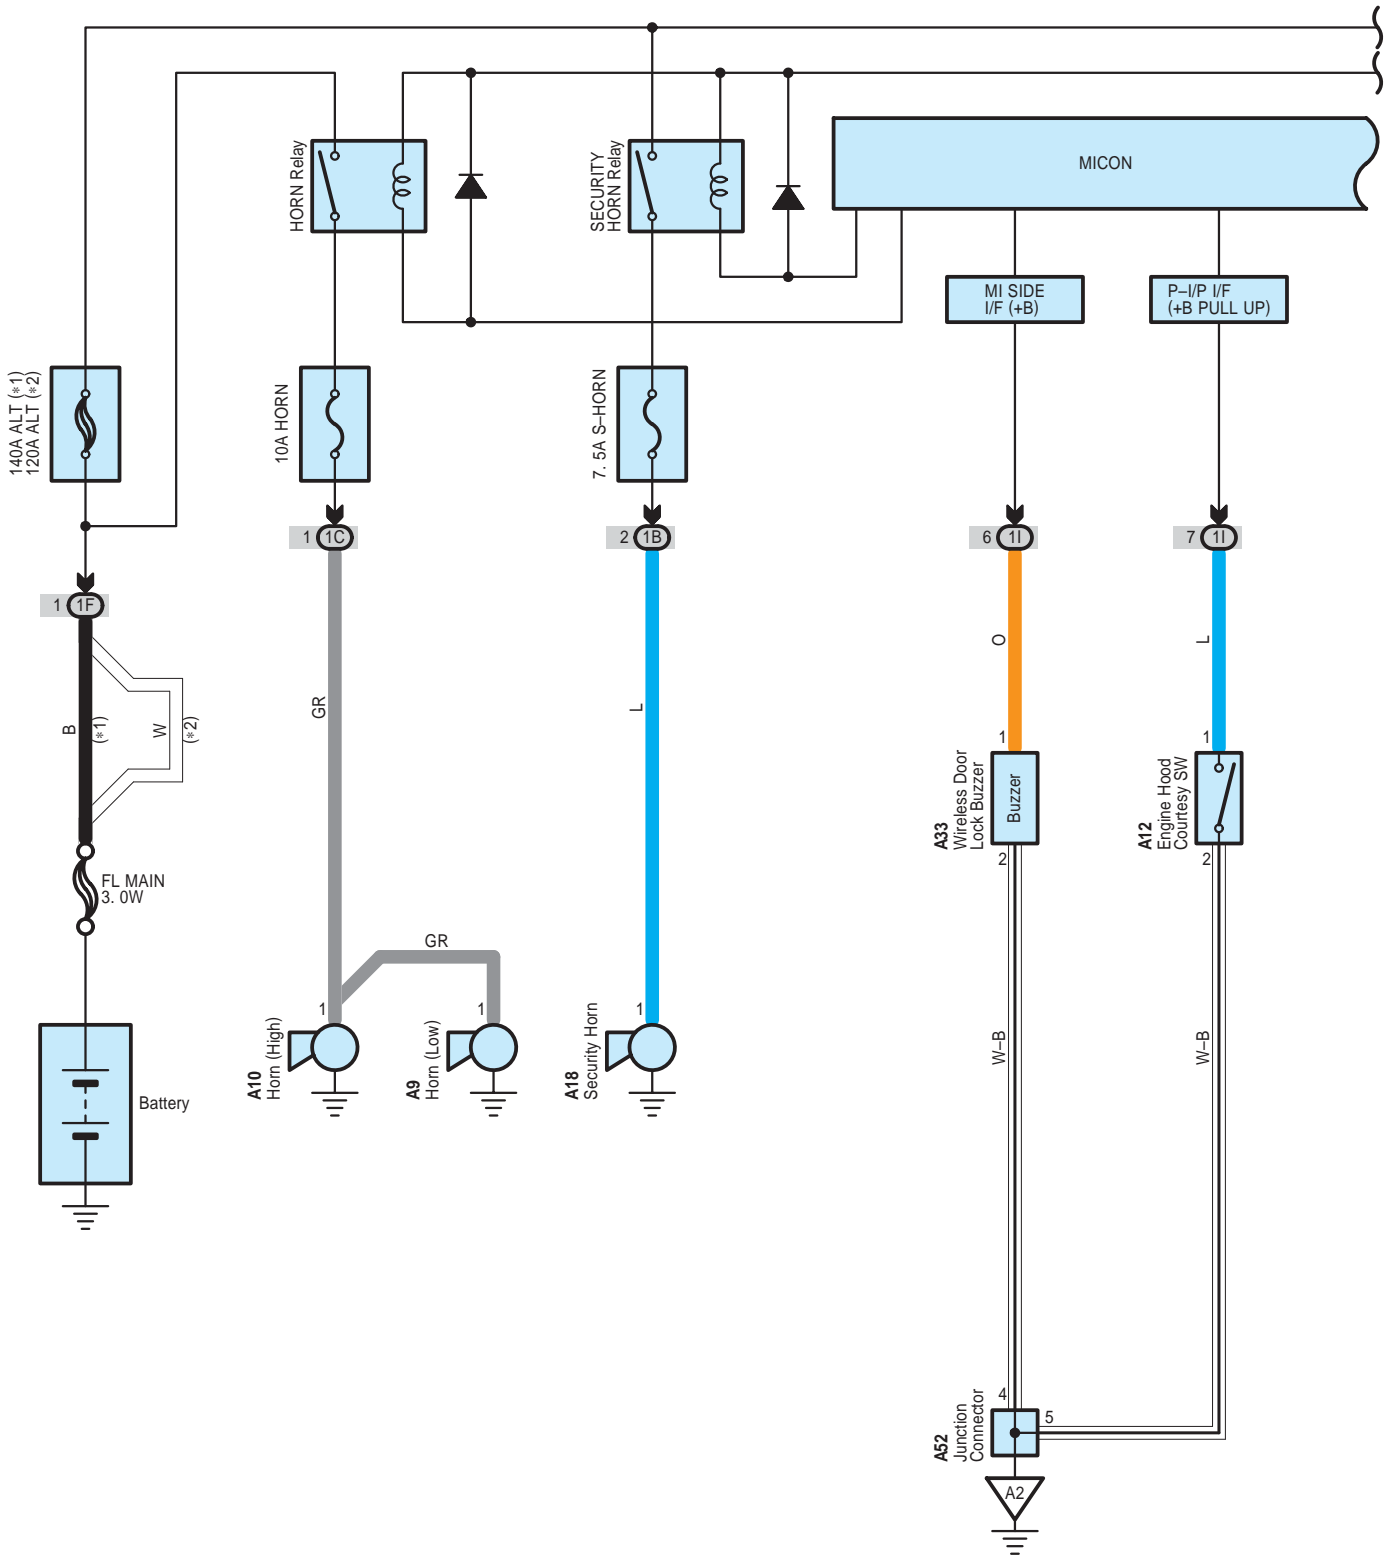 HORN Relay
SECURITY
HORN Relay
MICON
MI SIDE
I/F (+B)
P–I/P I/F
(+B PULL UP)
140A ALT (*1)
120A ALT (*2)
10A HORN
7. 5A S–HORN
1 1C
2 1B
6 1I
7 1I
1 1F
B
(*1)
W
(*2)
GR
L
O
L
1
1
A33
Wireless Door
Lock Buzzer
Buzzer
A12
Engine Hood
Courtesy SW
2
2
FL MAIN
3. 0W
GR
1
1
1
A10
Horn (High)
A9
Horn (Low)
A18
Security Horn
W–B
W–B
Battery
4
5
A52
Junction
Connector
A2